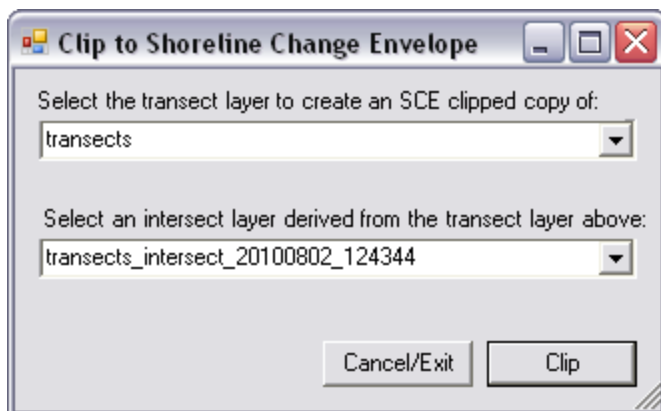 Clip to Shoreline Change Envelope
Select the transect layer to create an SCE clipped copy of:
transects
Select an intersect layer derived from the transect layer above:
transects_intersect_20100802_124344
Cancel/Exit
Clip